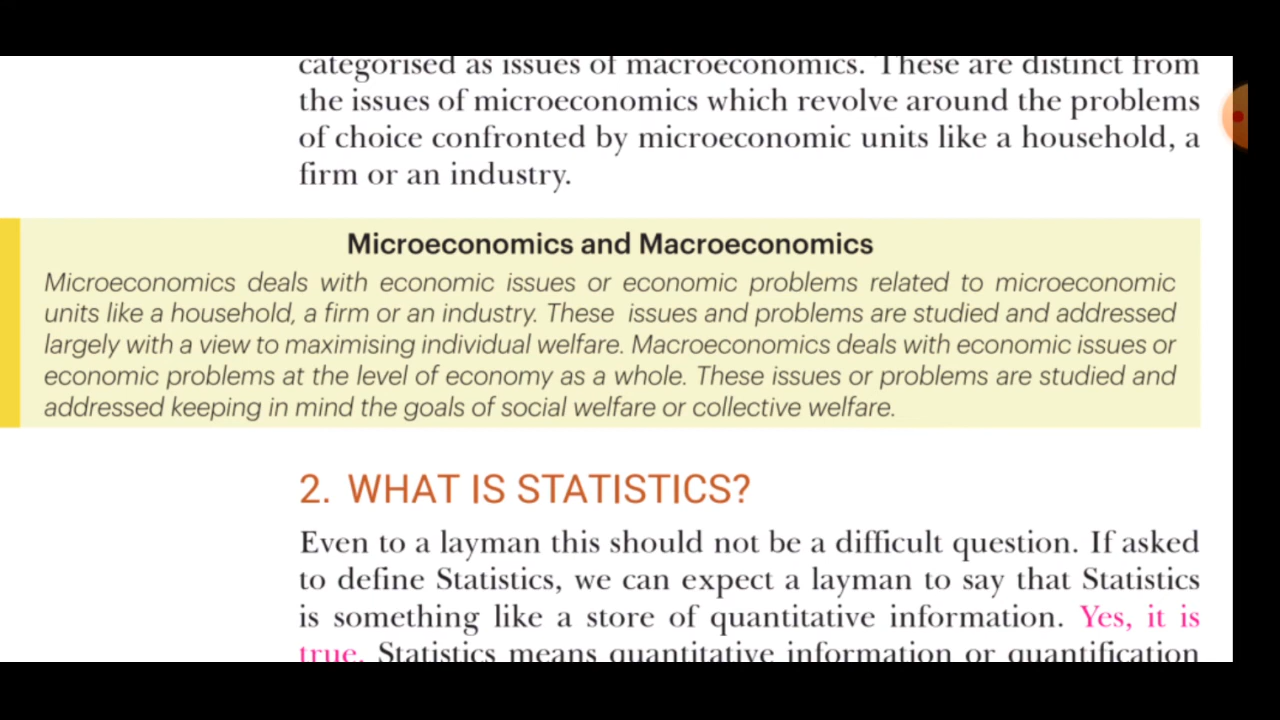 categorised as issues of macroeconomics. These are distinct from
the issues of microeconomics which revolve around the problems
of choice confronted by microeconomic units like a household, a
firm or an industry.
Microeconomics and Macroeconomics
Microeconomics deals with economic issues or economic problems related to microeconomic
units like a household, a firm or an industry. These issues and problems are studied and addressed
largely with a view to maximising individual welfare. Macroeconomics deals with economic issues or
economic problems at the level of economy as a whole. These issues or problems are studied and
addressed keeping in mind the goals of social welfare or collective welfare.
2. WHAT IS STATISTICS?
Even to a layman this should not be a difficult question. If asked
to define Statistics, we can expect a layman to say that Statistics
is something like a store of quantitative information. Yes, it is
true. Statistics means quantitative information or quantification